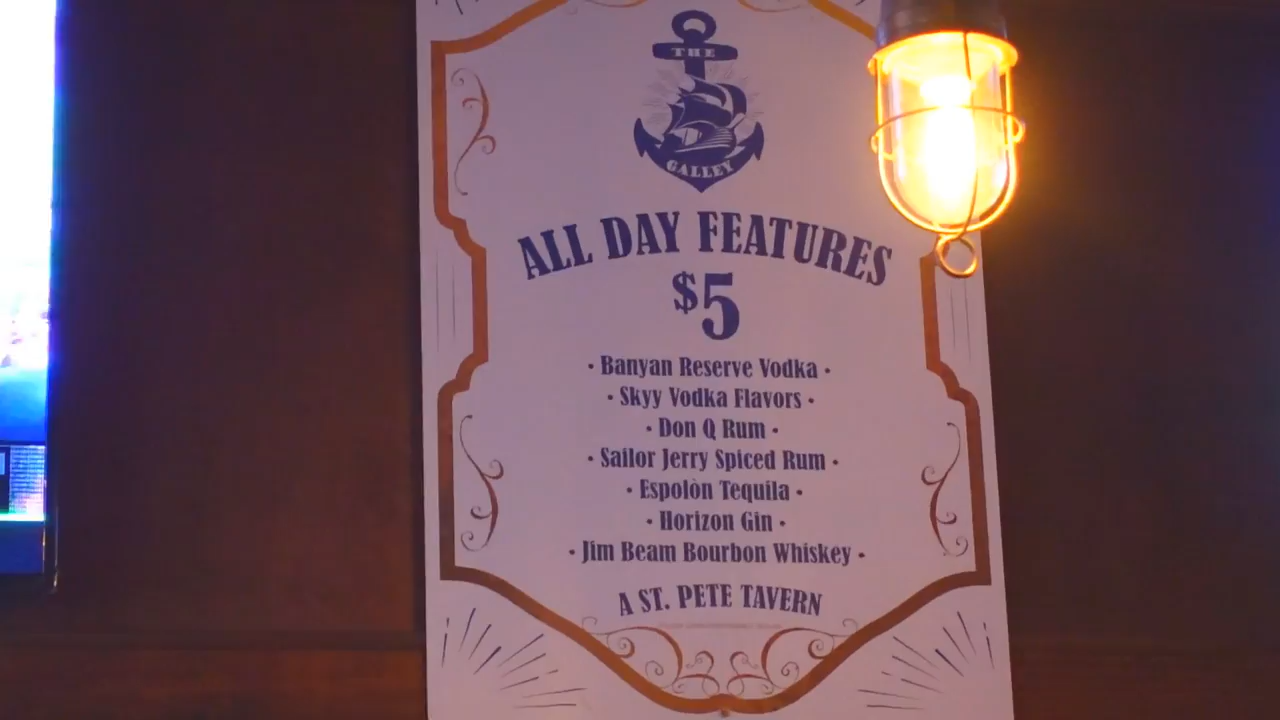 THE
GALLEY
ALL DAY FEATURES
$5
· Banyan Reserve Vodka ·
· Skyy Vodka Flavors ·
· Don Q Rum ·
· Sailor Jerry Spiced Rum ·
· Espolòn Tequila ·
· Horizon Gin ·
· Jim Beam Bourbon Whiskey ·
A ST. PETE TAVERN